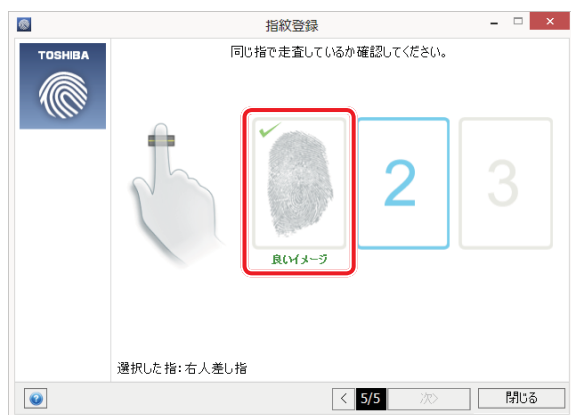 指紋登録
TOSHIBA
同じ指で走査しているか確認してください。
2
3
良いイメージ
選択した指:右人差し指
?
< 5/5 次> 閉じる